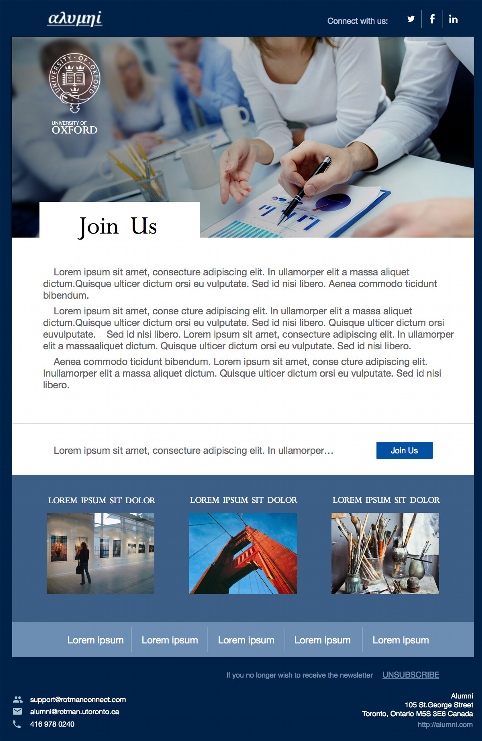 αλυμηi
Connect with us:
UNIVERSITY OF OXFORD
UNIVERSITY OF
OXFORD
Join Us
Lorem ipsum sit amet, consecture adipiscing elit. In ullamorper elit a massa aliquet
dictum.Quisque ulticer dictum orsi eu vulputate. Sed id nisi libero. Aenea commodo ticidunt
bibendum.
Lorem ipsum sit amet, conse cture adipiscing elit. In ullamorper elit a massa aliquet
dictum.Quisque ulticer dictum orsi eu vulputate. Sed id nisi libero. Quisque ulticer dictum orsi
euvulputate. Sed id nisi libero. Lorem ipsum sit amet, consecture adipiscing elit. In ullamorper
elit a massaaliquet dictum. Quisque ulticer dictum orsi eu vulputate. Sed id nisi libero.
Aenea commodo ticidunt bibendum. Lorem ipsum sit amet, conse cture adipiscing elit.
Inullamorper elit a massa aliquet dictum. Quisque ulticer dictum orsi eu vulputate. Sed id nisi
libero.
Lorem ipsum sit amet, consecture adipiscing elit. In ullamorper…
Join Us
LOREM IPSUM SIT DOLOR
LOREM IPSUM SIT DOLOR
LOREM IPSUM SIT DOLOR
Lorem ipsum
Lorem ipsum
Lorem ipsum
Lorem ipsum
Lorem ipsum
If you no longer wish to receive the newsletter UNSUBSCRIBE
support@rotmanconnect.com
alumni@rotman.utoronto.ca
416 978 0240
Alumni
105 St.George Street
Toronto, Ontario M5S 3E6 Canada
http://alumni.com